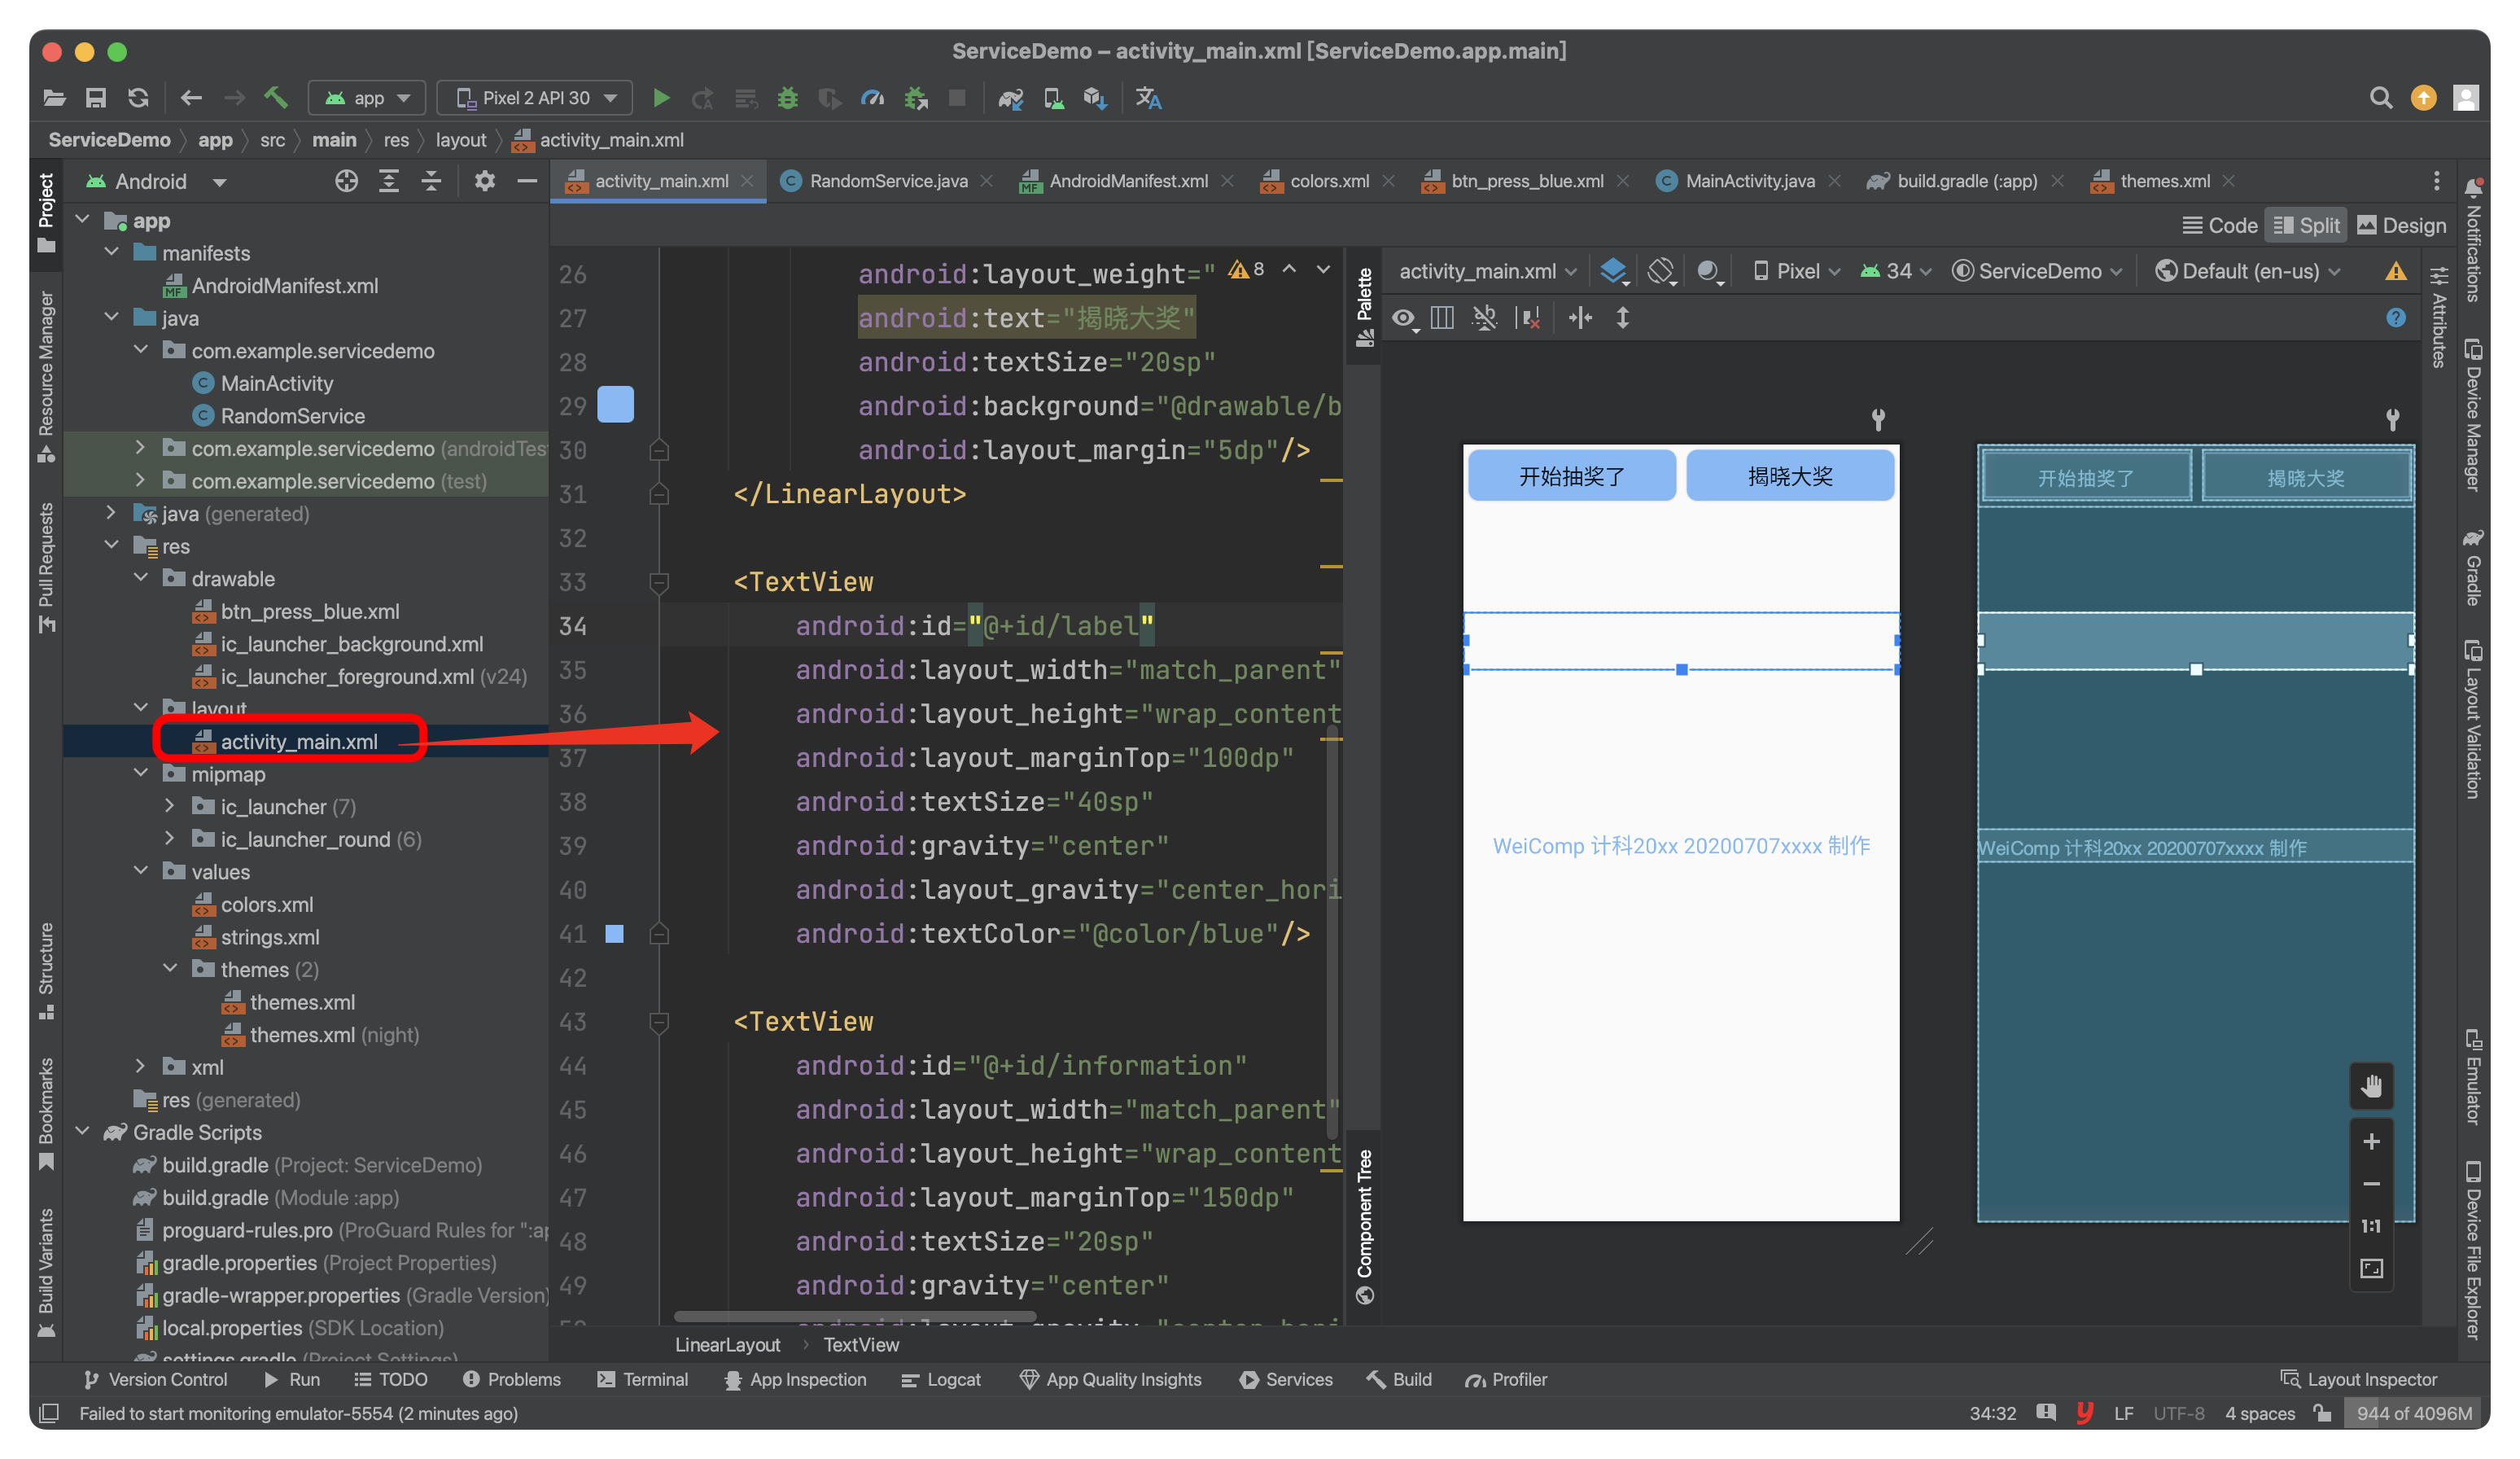 ServiceDemo – activity_main.xml [ServiceDemo.app.main]
app
Pixel 2 API 30
ServiceDemo 〉 app 〉 src 〉 main 〉 res 〉 layout 〉 activity_main.xml
Project
Resource Manager
Pull Requests
Structure
Bookmarks
Build Variants
Android
app
manifests
AndroidManifest.xml
java
com.example.servicedemo
MainActivity
RandomService
com.example.servicedemo (androidTest
com.example.servicedemo (test)
java (generated)
res
drawable
btn_press_blue.xml
ic_launcher_background.xml
ic_launcher_foreground.xml (v24)
layout
activity_main.xml
mipmap
ic_launcher (7)
ic_launcher_round (6)
values
colors.xml
strings.xml
themes (2)
themes.xml
themes.xml (night)
xml
res (generated)
Gradle Scripts
build.gradle (Project: ServiceDemo)
build.gradle (Module :app)
proguard-rules.pro (ProGuard Rules for ":ap
gradle.properties (Project Properties)
gradle-wrapper.properties (Gradle Version)
local.properties (SDK Location)
settings.gradle (Project Settings)
activity_main.xml
RandomService.java
AndroidManifest.xml
colors.xml
btn_press_blue.xml
MainActivity.java
build.gradle (:app)
themes.xml
Code
Split
Design
8
26 android:layout_weight="
27 android:text="揭晓大奖"
28 android:textSize="20sp"
29 android:background="@drawable/b
30 android:layout_margin="5dp"/>
31 </LinearLayout>
32
33 <TextView
34 android:id="@+id/label"
35 android:layout_width="match_parent"
36 android:layout_height="wrap_content
37 android:layout_marginTop="100dp"
38 android:textSize="40sp"
39 android:gravity="center"
40 android:layout_gravity="center_hori
41 android:textColor="@color/blue"/>
42
43 <TextView
44 android:id="@+id/information"
45 android:layout_width="match_parent"
46 android:layout_height="wrap_content
47 android:layout_marginTop="150dp"
48 android:textSize="20sp"
49 android:gravity="center"
LinearLayout 〉 TextView
Palette
Component Tree
activity_main.xml
Pixel
34
ServiceDemo
Default (en-us)
开始抽奖了
揭晓大奖
WeiComp 计科20xx 20200707xxxx 制作
开始抽奖了
揭晓大奖
WeiComp 计科20xx 20200707xxxx 制作
1:1
Attributes
Notifications
Device Manager
Gradle
Layout Validation
Emulator
Device File Explorer
Version Control
Run
TODO
Problems
Terminal
App Inspection
Logcat
App Quality Insights
Services
Build
Profiler
Layout Inspector
Failed to start monitoring emulator-5554 (2 minutes ago)
34:32
LF
UTF-8
4 spaces
944 of 4096M